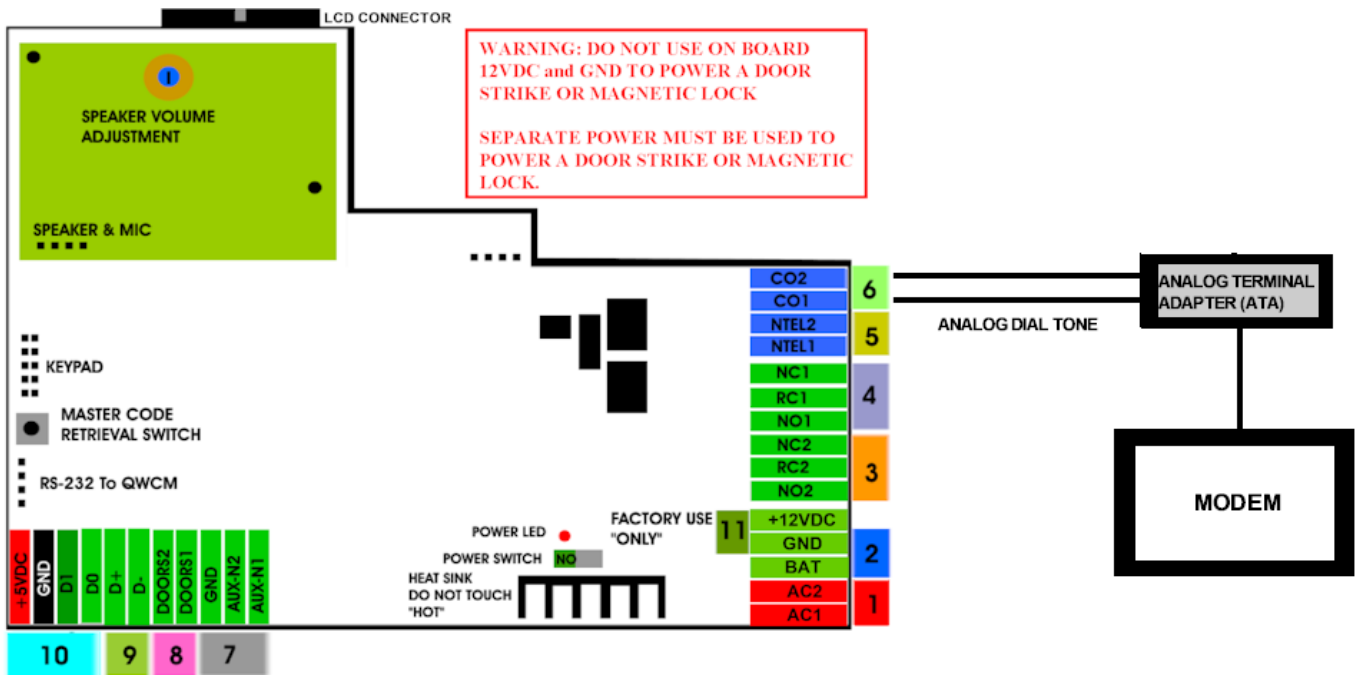 LCD CONNECTOR
WARNING: DO NOT USE ON BOARD
12VDC and GND TO POWER A DOOR
STRIKE OR MAGNETIC LOCK
SEPARATE POWER MUST BE USED TO
POWER A DOOR STRIKE OR MAGNETIC
LOCK.
SPEAKER VOLUME
ADJUSTMENT
SPEAKER & MIC
KEYPAD
MASTER CODE
RETRIEVAL SWITCH
RS-232 To QWCM
CO2
CO1
NTEL2
NTEL1
NC1
RC1
NO1
NC2
RC2
NO2
+12VDC
GND
BAT
AC2
AC1
6
5
4
3
2
1
11
FACTORY USE
"ONLY"
POWER LED
POWER SWITCH
NO
HEAT SINK
DO NOT TOUCH
"HOT"
+5VDC
GND
D1
D0
D+
D-
DOORS2
DOORS1
GND
AUX-N2
AUX-N1
10
9
8
7
ANALOG DIAL TONE
ANALOG TERMINAL
ADAPTER (ATA)
MODEM